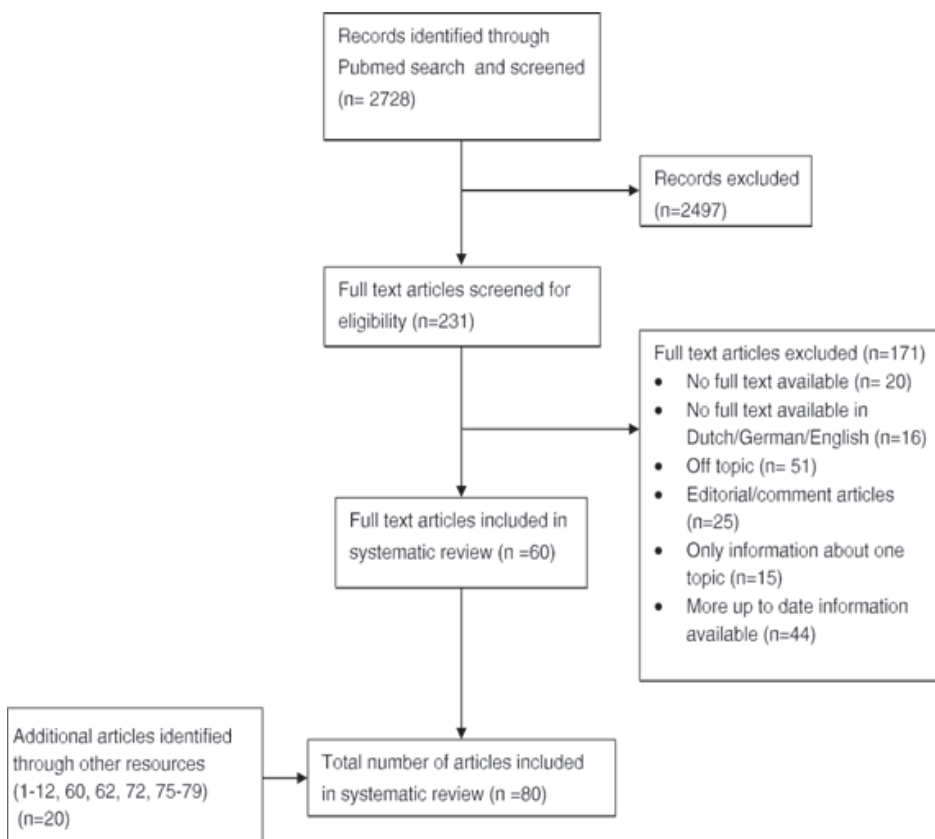 Records identified through
Pubmed search and screened
(n= 2728)
Records excluded
(n=2497)
Full text articles screened for
eligibility (n=231)
Full text articles excluded (n=171)
• No full text available (n= 20)
• No full text available in
Dutch/German/English (n=16)
• Off topic (n= 51)
• Editorial/comment articles
(n=25)
• Only information about one
topic (n=15)
• More up to date information
available (n=44)
Full text articles included in
systematic review (n =60)
Additional articles identified
through other resources
(1-12, 60, 62, 72, 75-79)
(n=20)
Total number of articles included
in systematic review (n =80)